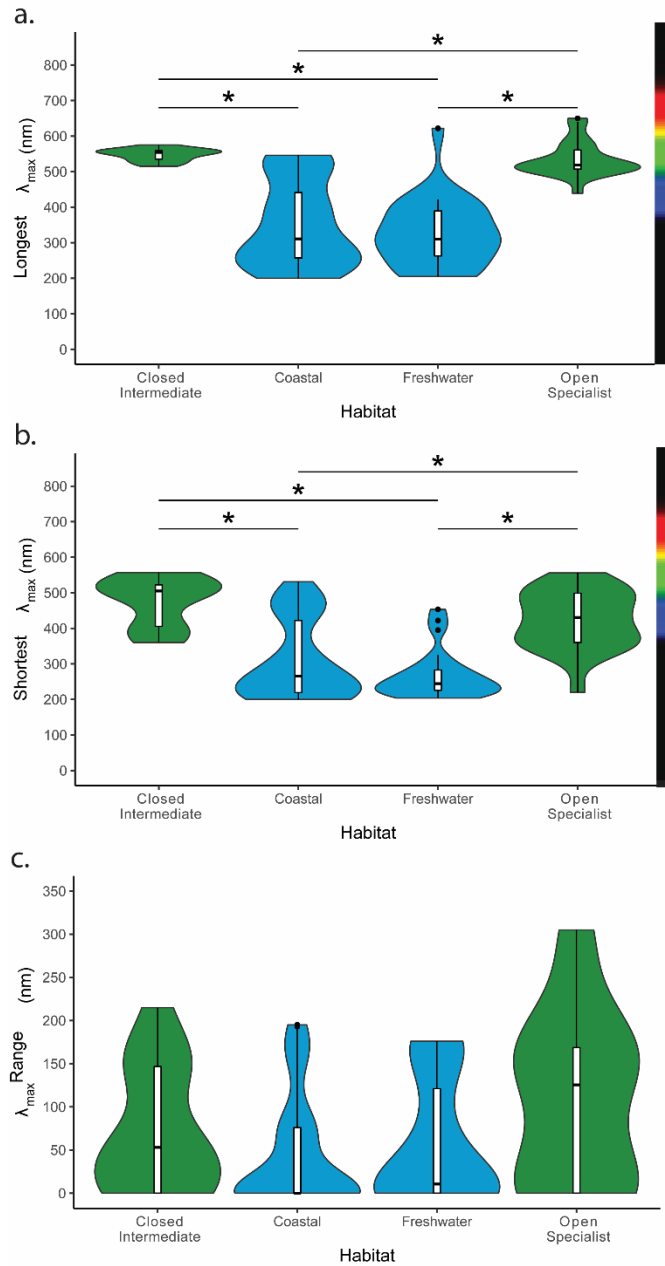 a.
*
*
*
*
800
700
600
500
400
300
200
100
0
Longest λmax (nm)
Closed Intermediate
Coastal
Freshwater
Open Specialist
Habitat
b.
*
*
*
*
800
700
600
500
400
300
200
100
0
Shortest λmax (nm)
Closed Intermediate
Coastal
Freshwater
Open Specialist
Habitat
c.
350
300
250
200
150
100
50
0
λmax Range (nm)
Closed Intermediate
Coastal
Freshwater
Open Specialist
Habitat